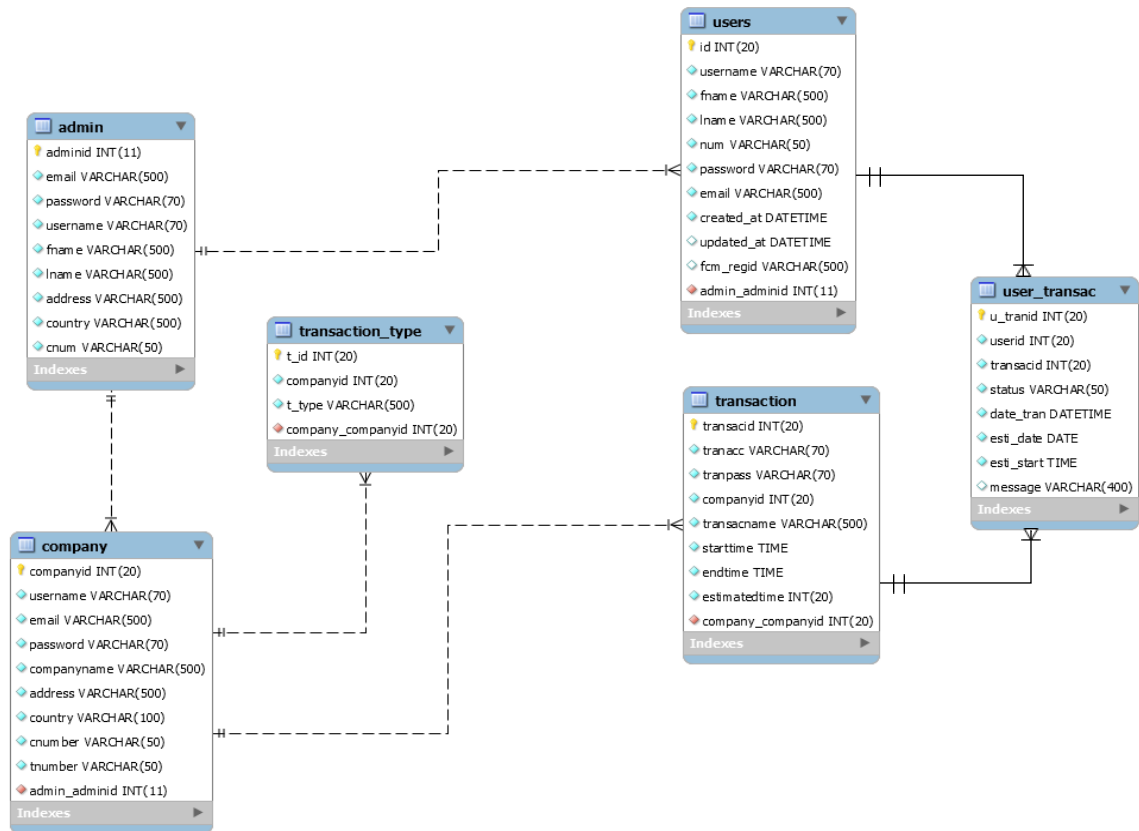 users
id INT(20)
username VARCHAR(70)
fname VARCHAR(500)
lname VARCHAR(500)
num VARCHAR(50)
password VARCHAR(70)
email VARCHAR(500)
created_at DATETIME
updated_at DATETIME
fcm_regid VARCHAR(500)
admin_adminid INT(11)
Indexes
admin
adminid INT(11)
email VARCHAR(500)
password VARCHAR(70)
username VARCHAR(70)
fname VARCHAR(500)
lname VARCHAR(500)
address VARCHAR(500)
country VARCHAR(500)
cnum VARCHAR(50)
Indexes
user_transac
u_tranid INT(20)
userid INT(20)
transacid INT(20)
status VARCHAR(50)
date_tran DATETIME
esti_date DATE
esti_start TIME
message VARCHAR(400)
Indexes
transaction_type
t_id INT(20)
companyid INT(20)
t_type VARCHAR(500)
company_companyid INT(20)
Indexes
transaction
transacid INT(20)
tranacc VARCHAR(70)
tranpass VARCHAR(70)
companyid INT(20)
transacname VARCHAR(500)
starttime TIME
endtime TIME
estimatedtime INT(20)
company_companyid INT(20)
Indexes
company
companyid INT(20)
username VARCHAR(70)
email VARCHAR(500)
password VARCHAR(70)
companyname VARCHAR(500)
address VARCHAR(500)
country VARCHAR(100)
cnumber VARCHAR(50)
tnumber VARCHAR(50)
admin_adminid INT(11)
Indexes